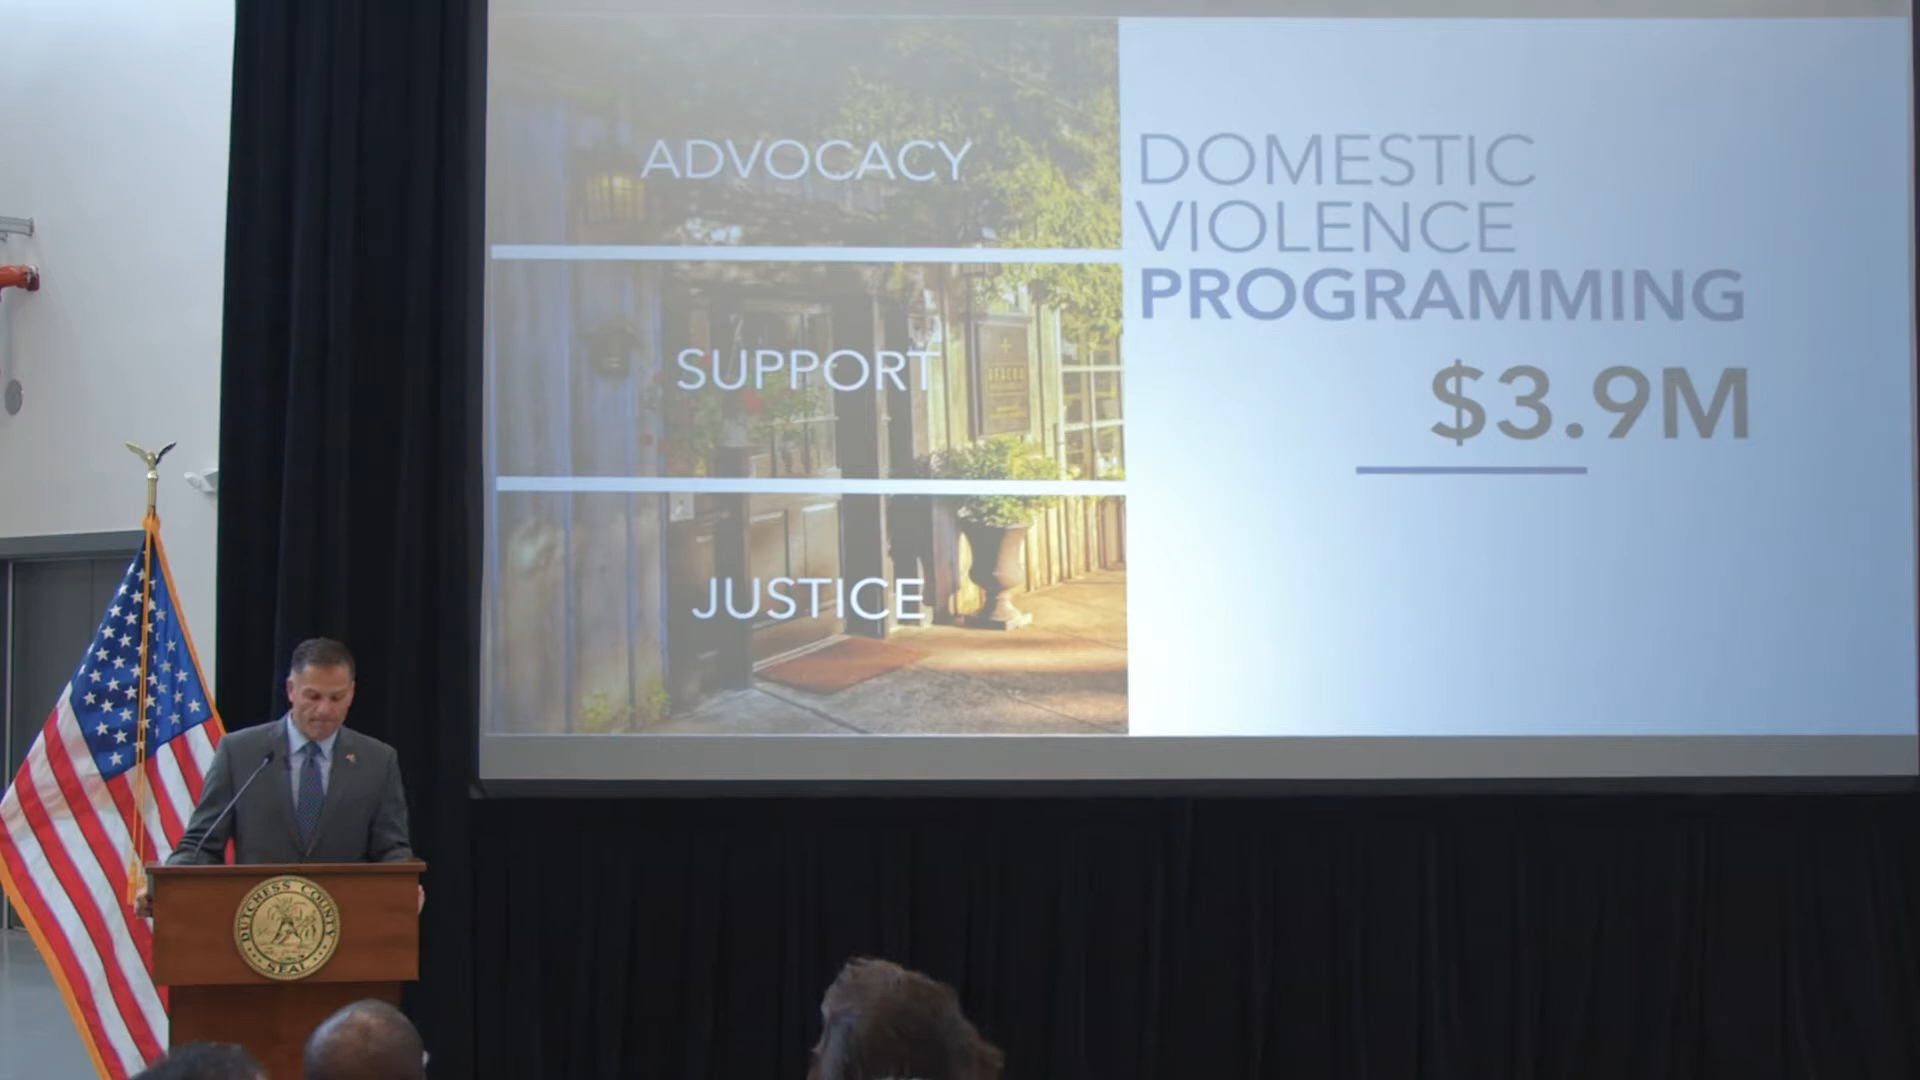 ADVOCACY
SUPPORT
JUSTICE
DOMESTIC
VIOLENCE
PROGRAMMING
$3.9M
DUTCHESS COUNTY
SEAL